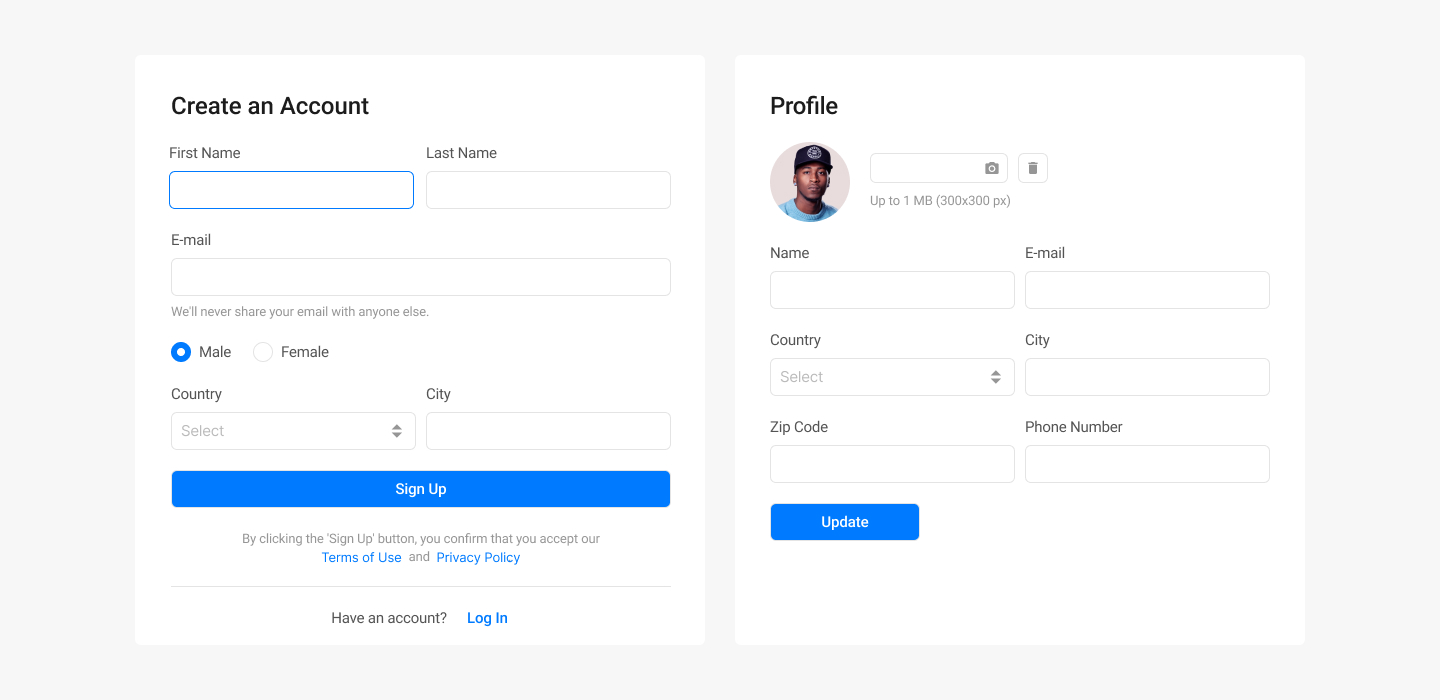 Create an Account
First Name
Last Name
E-mail
We'll never share your email with anyone else.
Male
Female
Country
City
Select
Sign Up
By clicking the 'Sign Up' button, you confirm that you accept our
Terms of Use and Privacy Policy
Have an account? Log In
Profile
Up to 1 MB (300x300 px)
Name
E-mail
Country
City
Select
Zip Code
Phone Number
Update